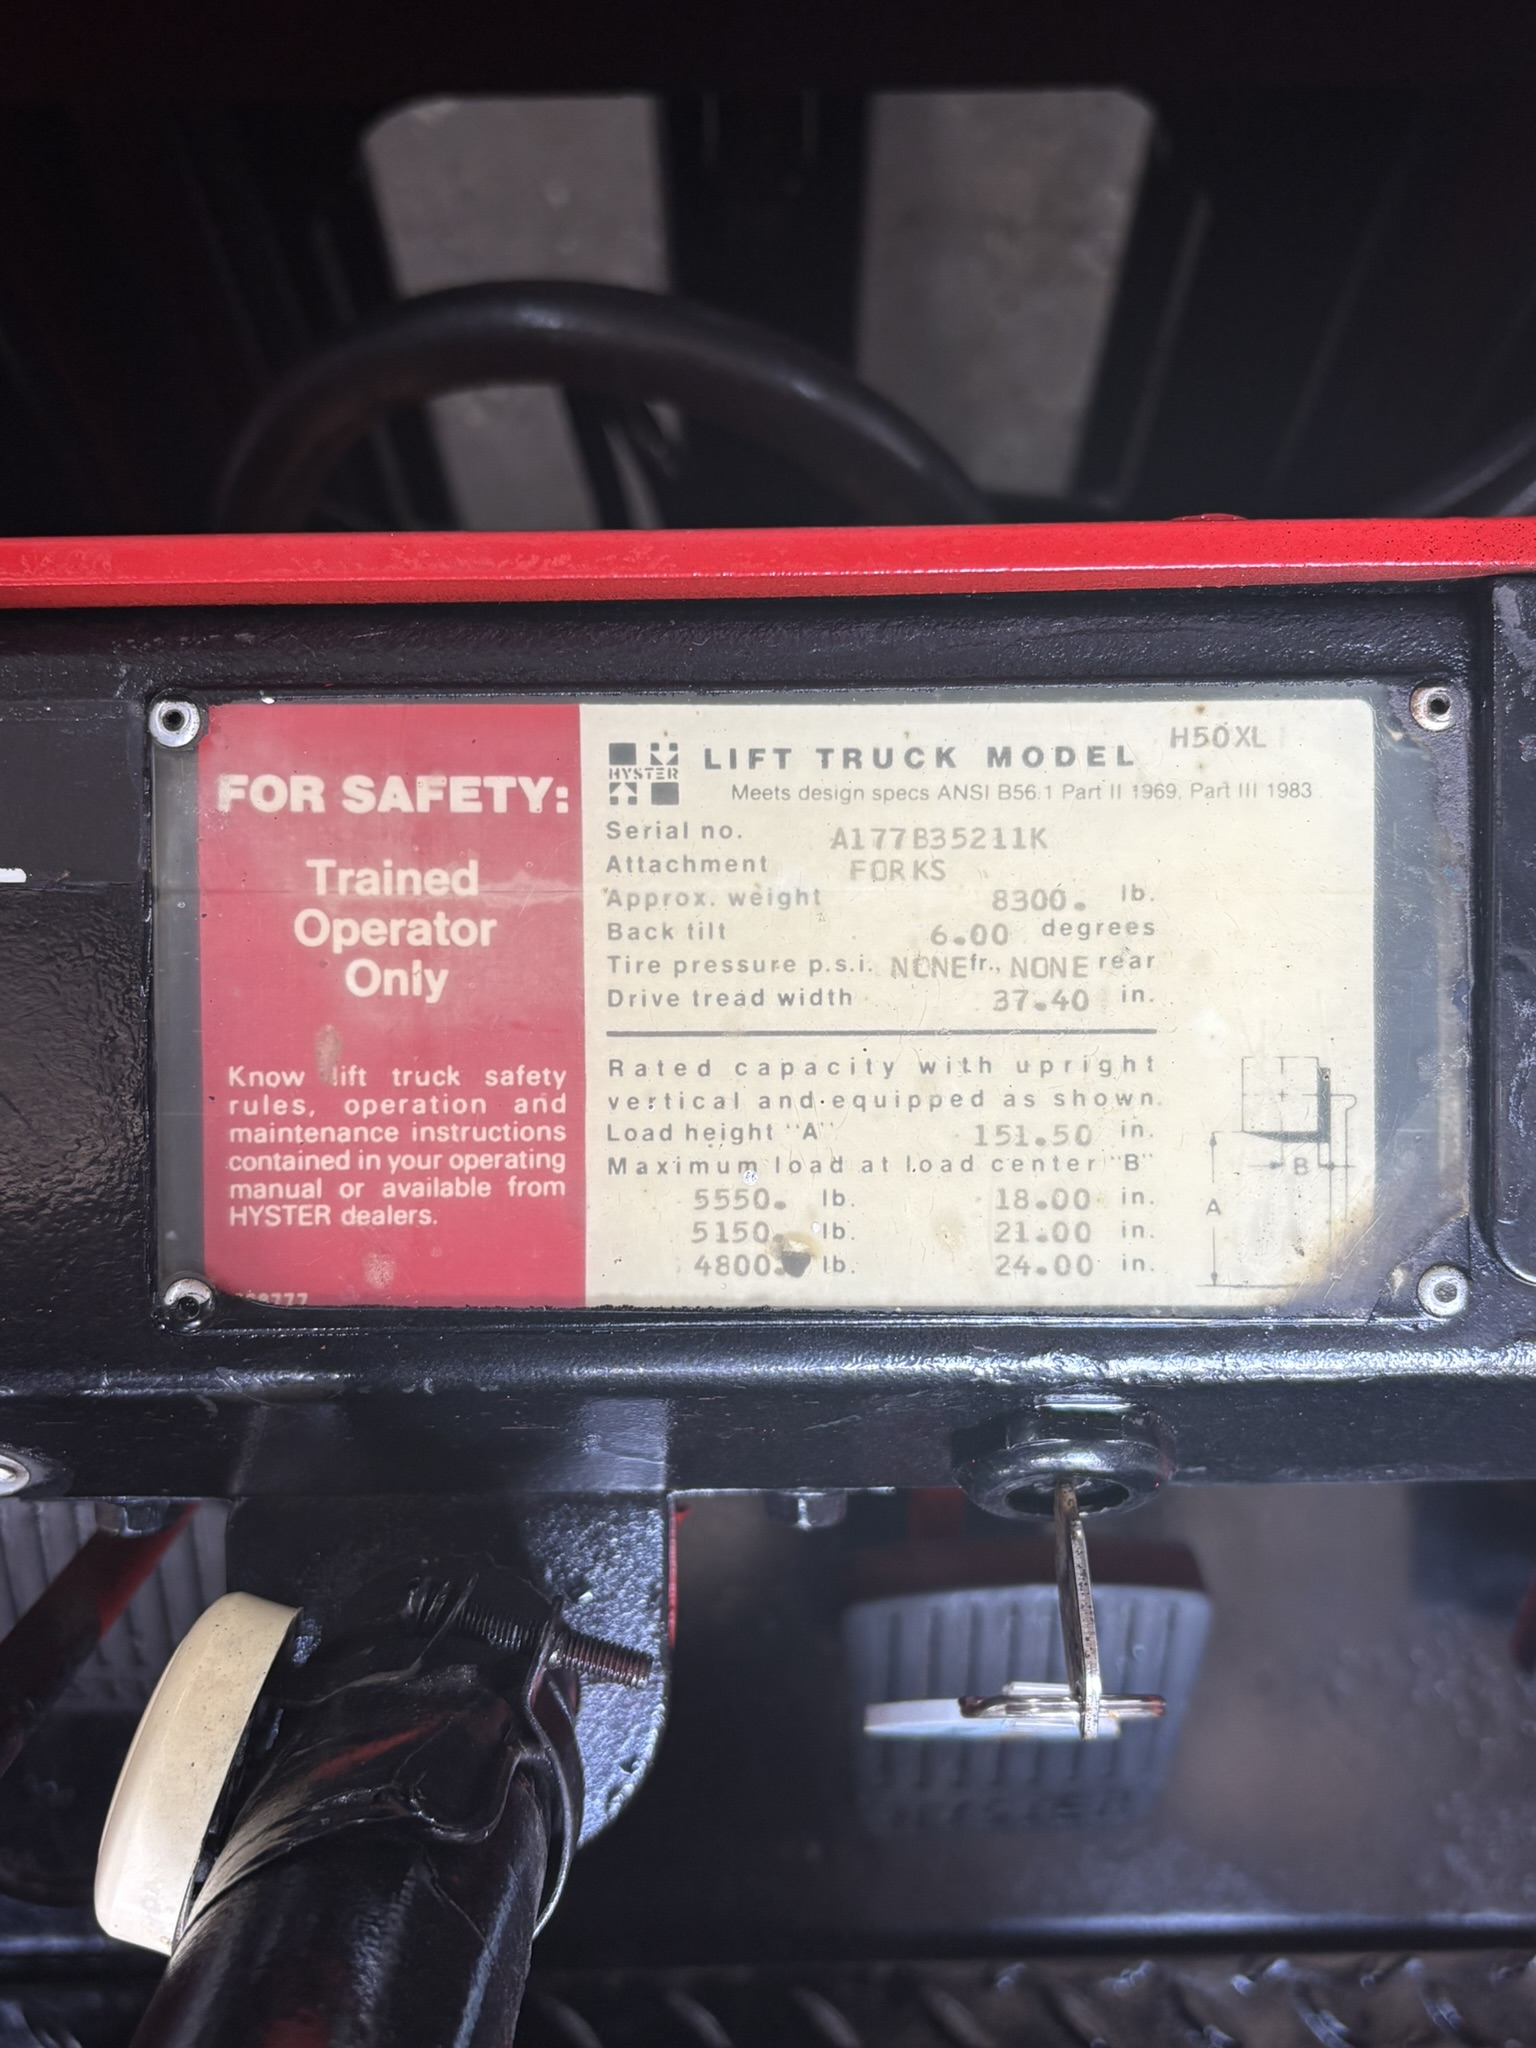 FOR SAFETY:
Trained
Operator
Only
Know lift truck safety
rules, operation and
maintenance instructions
contained in your operating
manual or available from
HYSTER dealers.
HYSTER
LIFT TRUCK MODEL H50XL
Meets design specs ANSI B56.1 Part II 1969, Part III 1983
Serial no. A177B35211K
Attachment FORKS
Approx. weight 8300. lb.
Back tilt 6.00 degrees
Tire pressure p.s.i. NONE fr., NONE rear
Drive tread width 37.40 in.
Rated capacity with upright
vertical and equipped as shown.
Load height "A" 151.50 in.
Maximum load at load center "B"
5550. lb. 18.00 in.
5150. lb. 21.00 in.
4800. lb. 24.00 in.
B
A